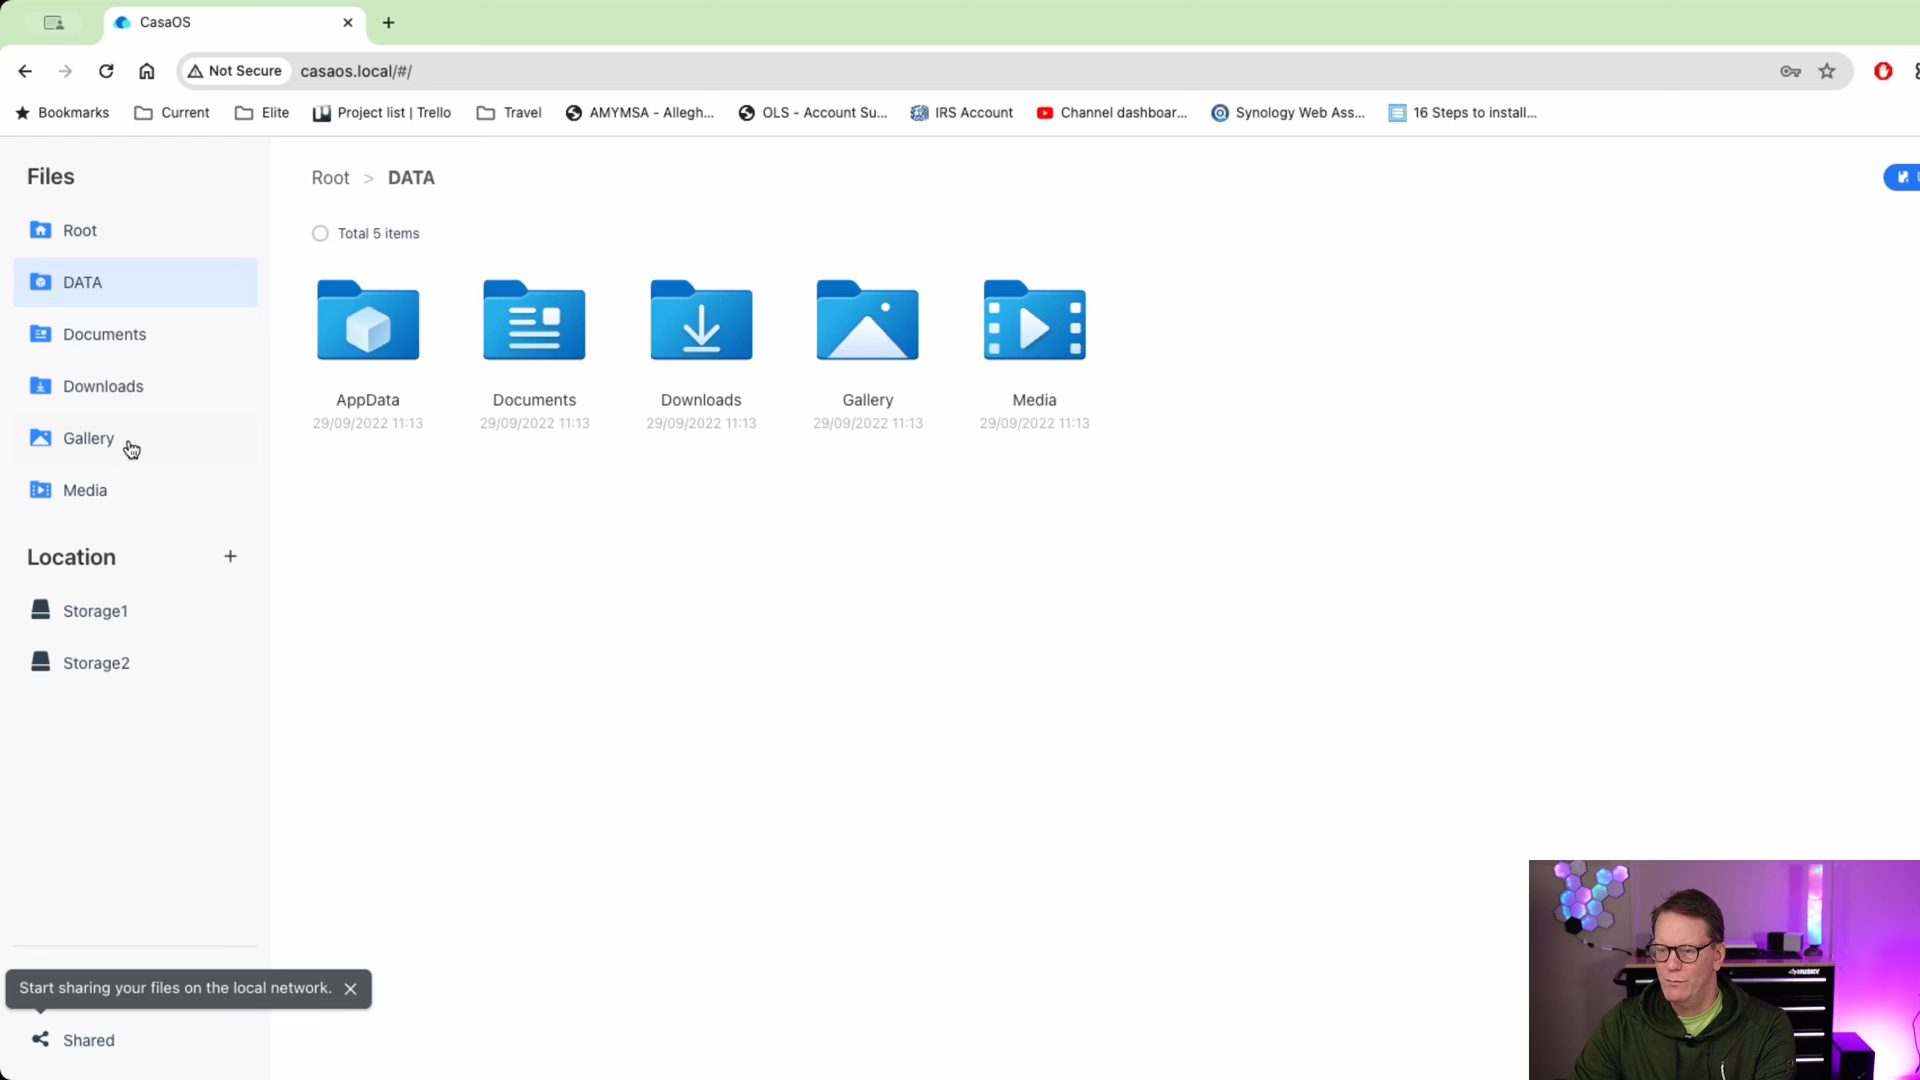 CasaOS
Not Secure
casaos.local/#/
Bookmarks
Current
Elite
Project list | Trello
Travel
AMYMSA - Allegh...
OLS - Account Su...
IRS Account
Channel dashboar...
Synology Web Ass...
16 Steps to install...
Files
Root
DATA
Documents
Downloads
Gallery
Media
Location
+
Storage1
Storage2
Start sharing your files on the local network.
Shared
Root > DATA
Total 5 items
AppData
29/09/2022 11:13
Documents
29/09/2022 11:13
Downloads
29/09/2022 11:13
Gallery
29/09/2022 11:13
Media
29/09/2022 11:13
HUSKY